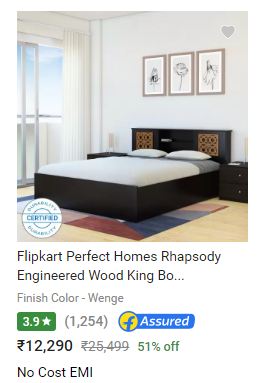 DURABILITY
CERTIFIED
DURABILITY
Flipkart Perfect Homes Rhapsody
Engineered Wood King Bo...
Finish Color - Wenge
3.9★ (1,254) f Assured
₹12,290 ₹25,499 51% off
No Cost EMI